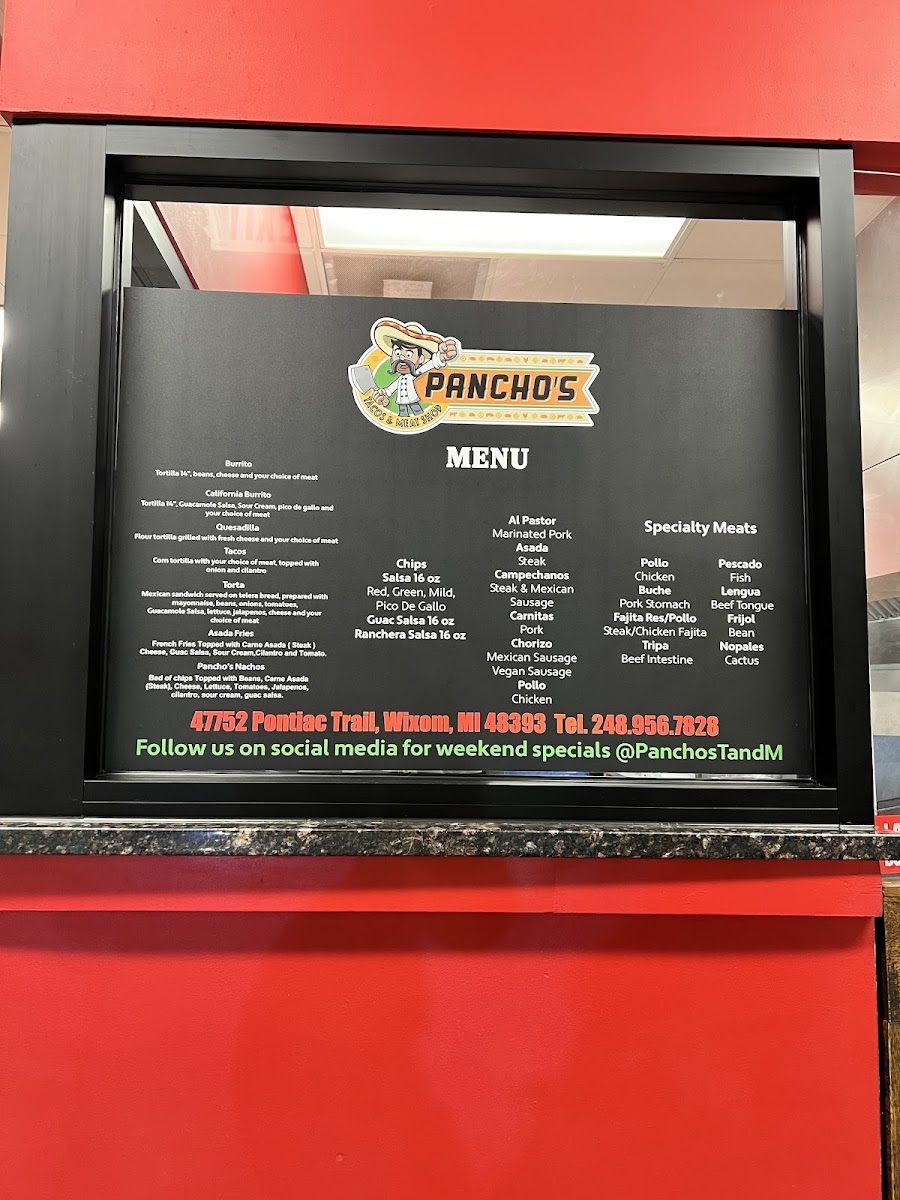 EXIT
PANCHO'S
TACOS & MEAT SHOP
MENU
Burrito
Tortilla 14", beans, cheese and your choice of meat
California Burrito
Tortilla 14", Guacamole Salsa, Sour Cream, pico de gallo and
your choice of meat
Quesadilla
Flour tortilla grilled with fresh cheese and your choice of meat
Tacos
Corn tortilla with your choice of meat, topped with
onion and cilantro
Torta
Mexican sandwich served on telera bread, prepared with
mayonnaise, beans, onions, tomatoes,
Guacamole Salsa, lettuce, jalapenos, cheese and your
choice of meat
Asada Fries
French Fries Topped with Carne Asada ( Steak )
Cheese, Guac Salsa, Sour Cream,Cilantro and Tomato.
Pancho's Nachos
Bed of chips Topped with Beans, Carne Asada
(Steak), Cheese, Lettuce, Tomatoes, Jalapenos,
cilantro, sour cream, guac salsa.
Chips
Salsa 16 oz
Red, Green, Mild,
Pico De Gallo
Guac Salsa 16 oz
Ranchera Salsa 16 oz
Al Pastor
Marinated Pork
Asada
Steak
Campechanos
Steak & Mexican
Sausage
Carnitas
Pork
Chorizo
Mexican Sausage
Vegan Sausage
Pollo
Chicken
Specialty Meats
Pollo
Chicken
Buche
Pork Stomach
Fajita Res/Pollo
Steak/Chicken Fajita
Tripa
Beef Intestine
Pescado
Fish
Lengua
Beef Tongue
Frijol
Bean
Nopales
Cactus
47752 Pontiac Trail, Wixom, MI 48393 Tel. 248.956.7828
Follow us on social media for weekend specials @PanchosTandM